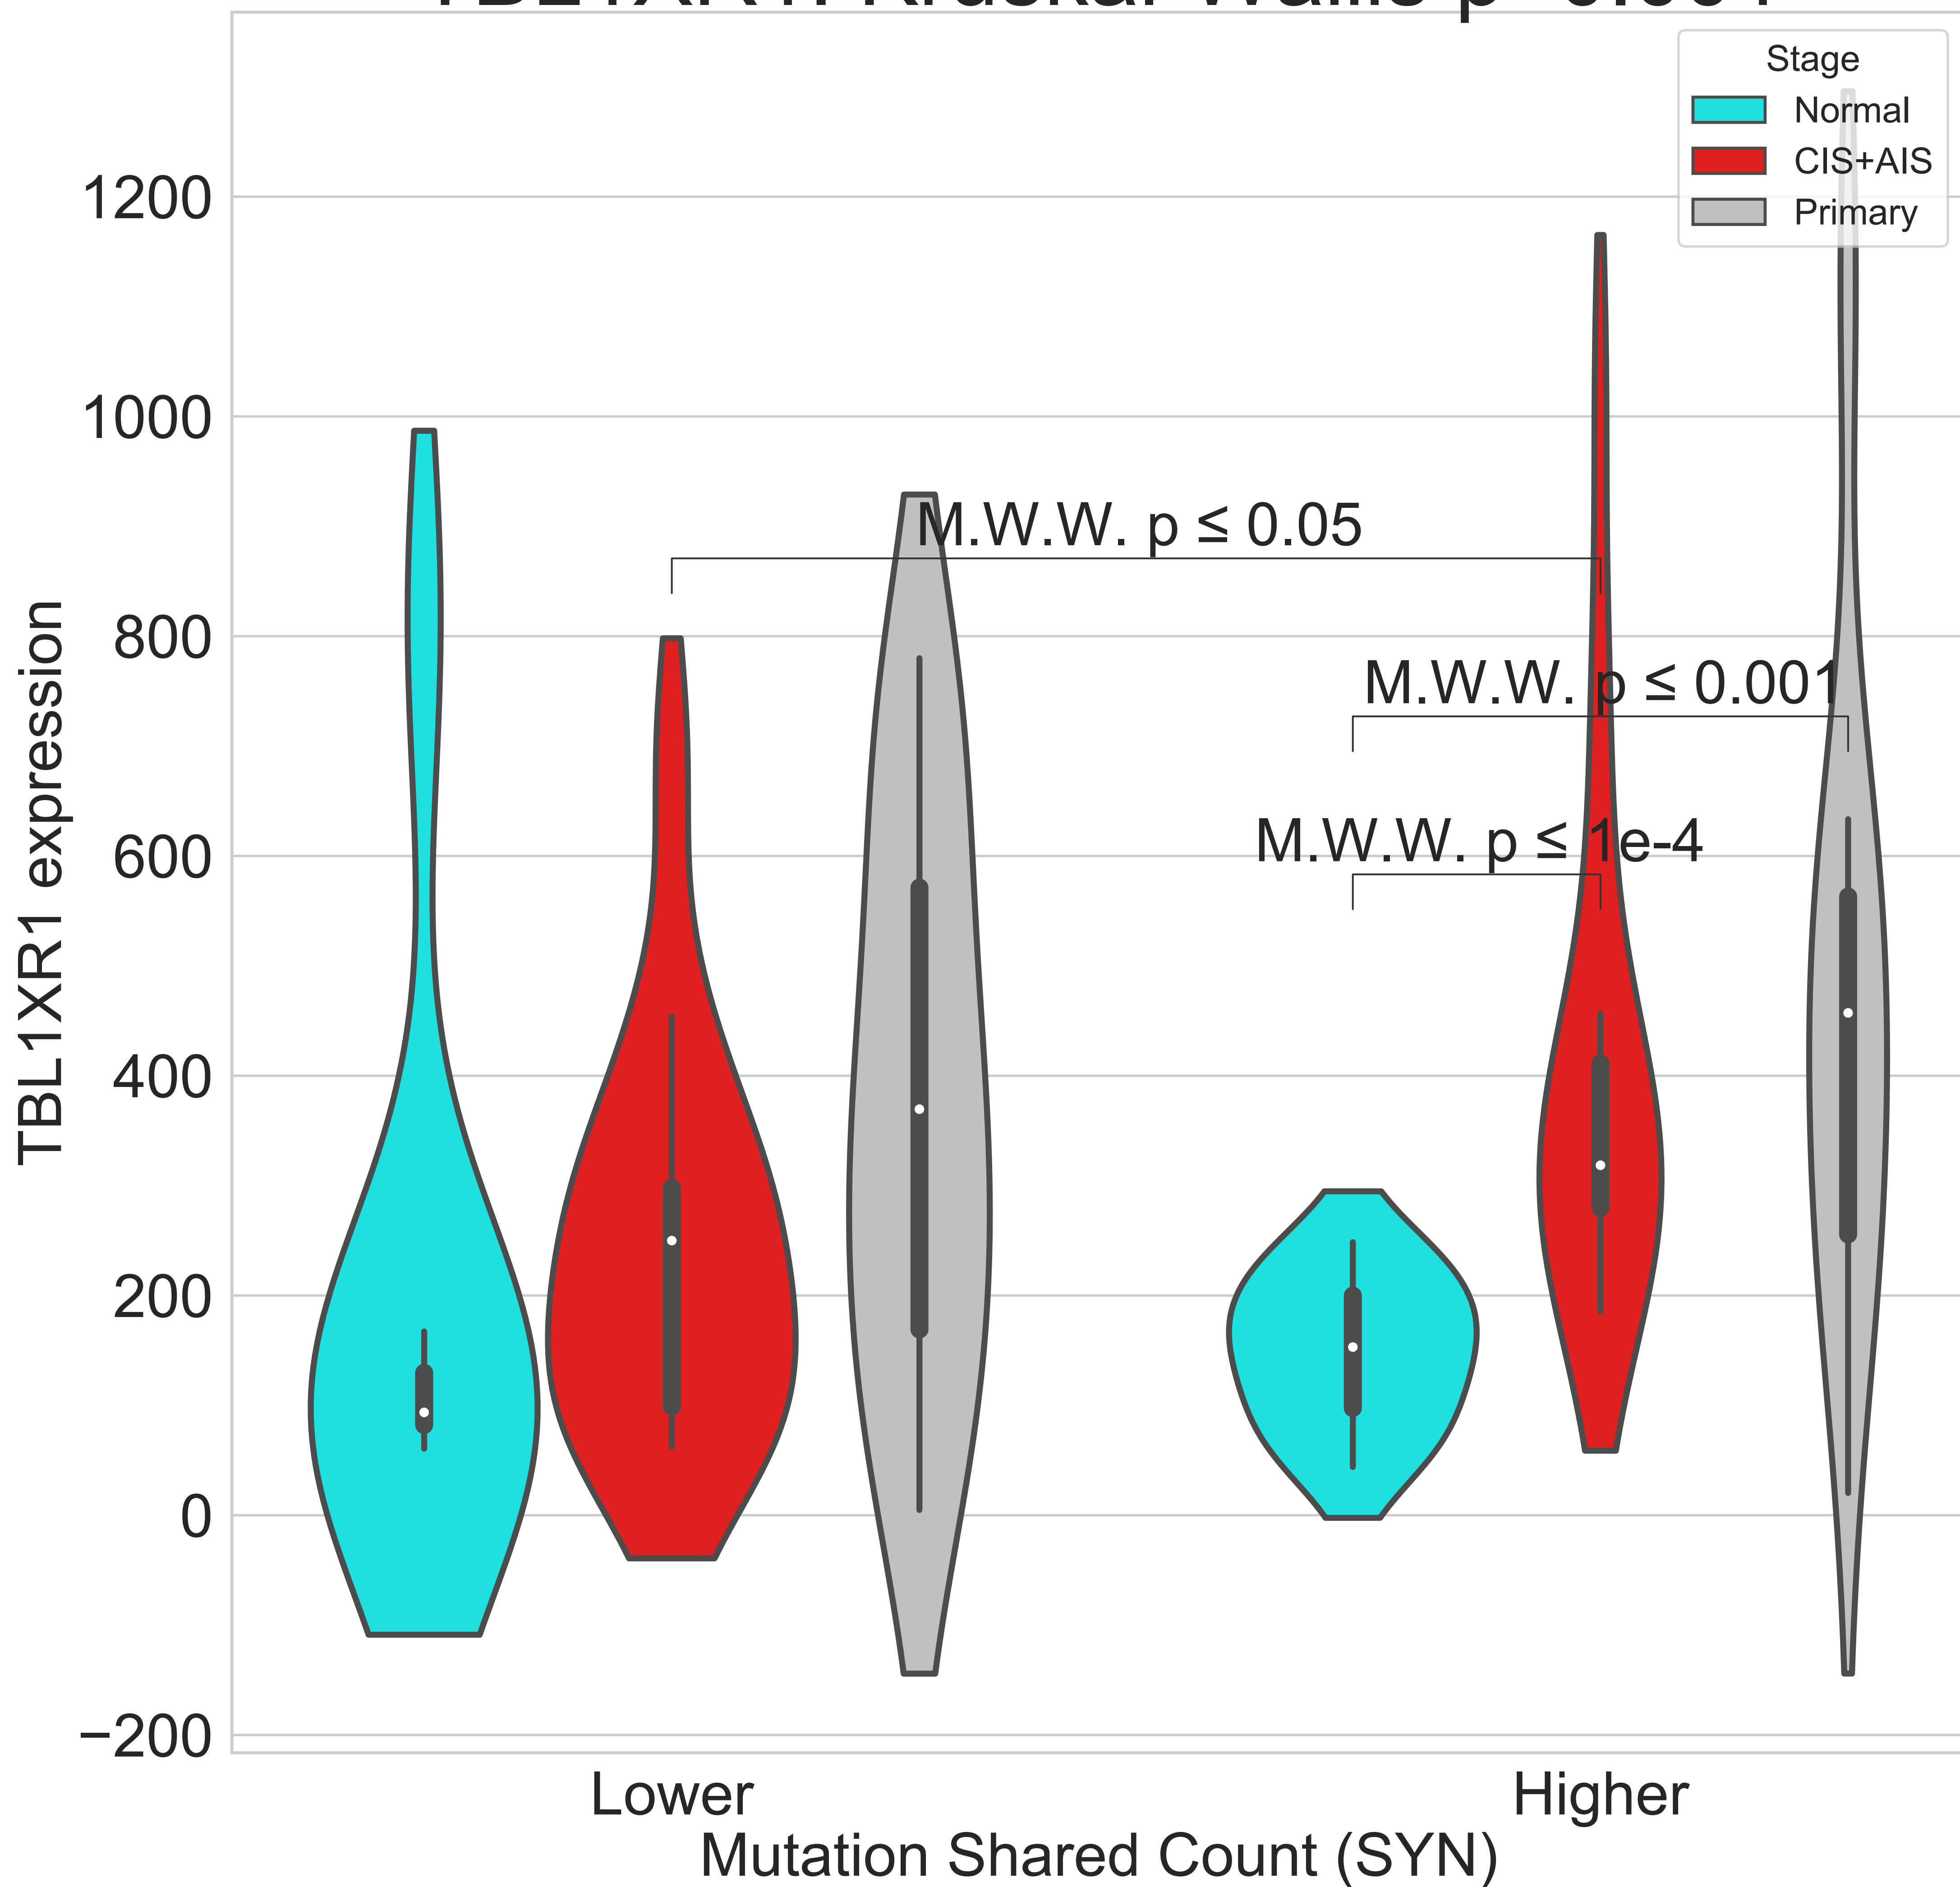 Stage
Normal
CIS+AIS
Primary
1200
1000
800
600
400
200
0
−200
TBL1XR1 expression
M.W.W. p ≤ 0.05
M.W.W. p ≤ 0.001
M.W.W. p ≤ 1e-4
Lower
Higher
Mutation Shared Count (SYN)